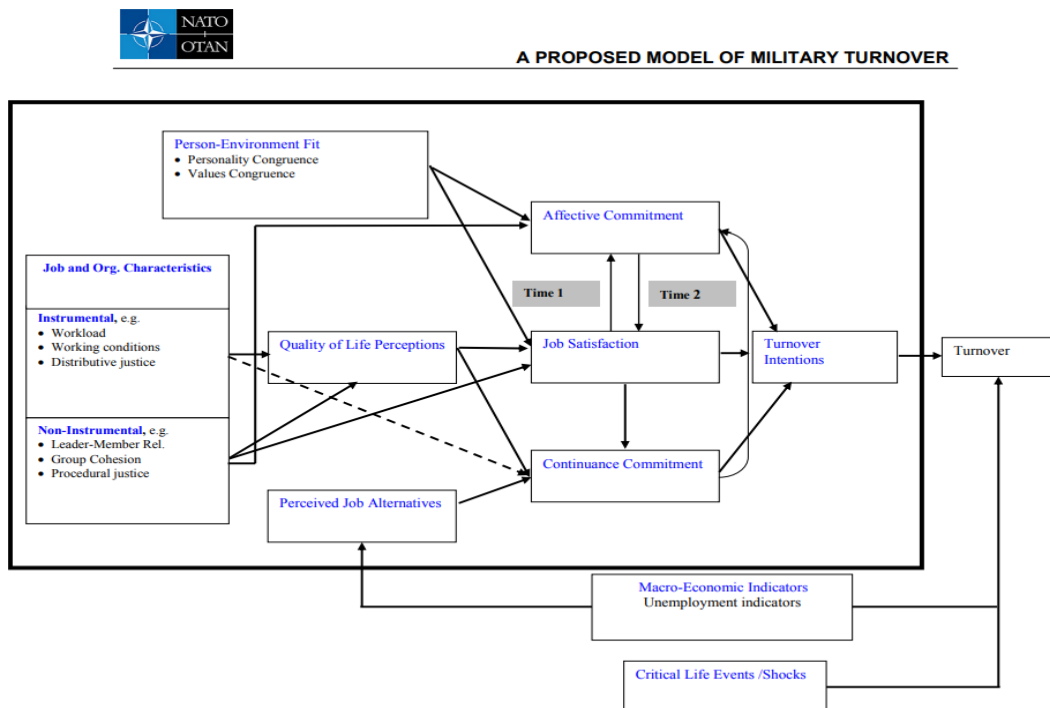 NATO
OTAN
A PROPOSED MODEL OF MILITARY TURNOVER
Person-Environment Fit
• Personality Congruence
• Values Congruence
Affective Commitment
Job and Org. Characteristics
Time 1
Time 2
Instrumental, e.g.
• Workload
• Working conditions
• Distributive justice
Quality of Life Perceptions
Job Satisfaction
Turnover
Intentions
Turnover
Non-Instrumental, e.g.
• Leader-Member Rel.
• Group Cohesion
• Procedural justice
Continuance Commitment
Perceived Job Alternatives
Macro-Economic Indicators
Unemployment indicators
Critical Life Events /Shocks